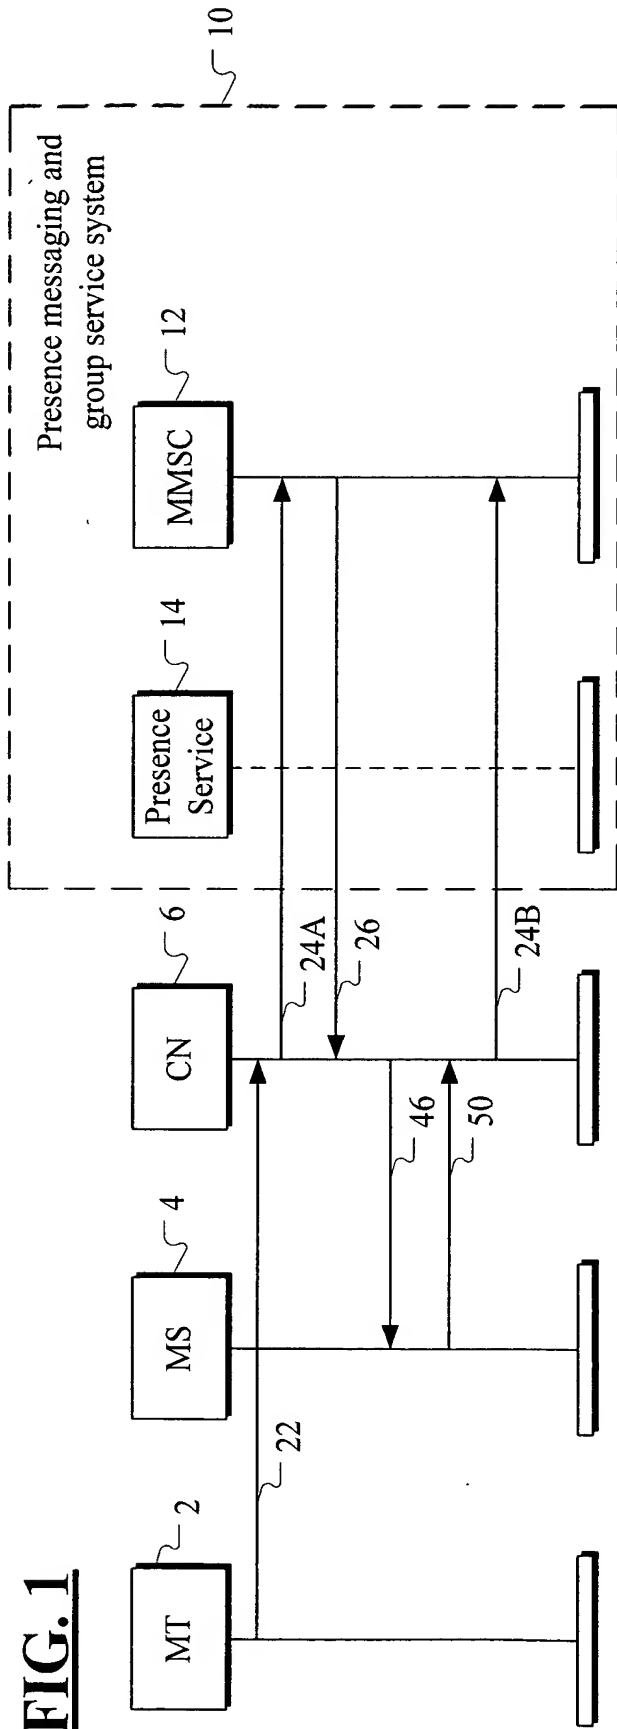 FIG. 1
10
Presence messaging and
group service system
2
4
6
14
12
MT
MS
CN
Presence
Service
MMSC
22
24A
26
46
50
24B